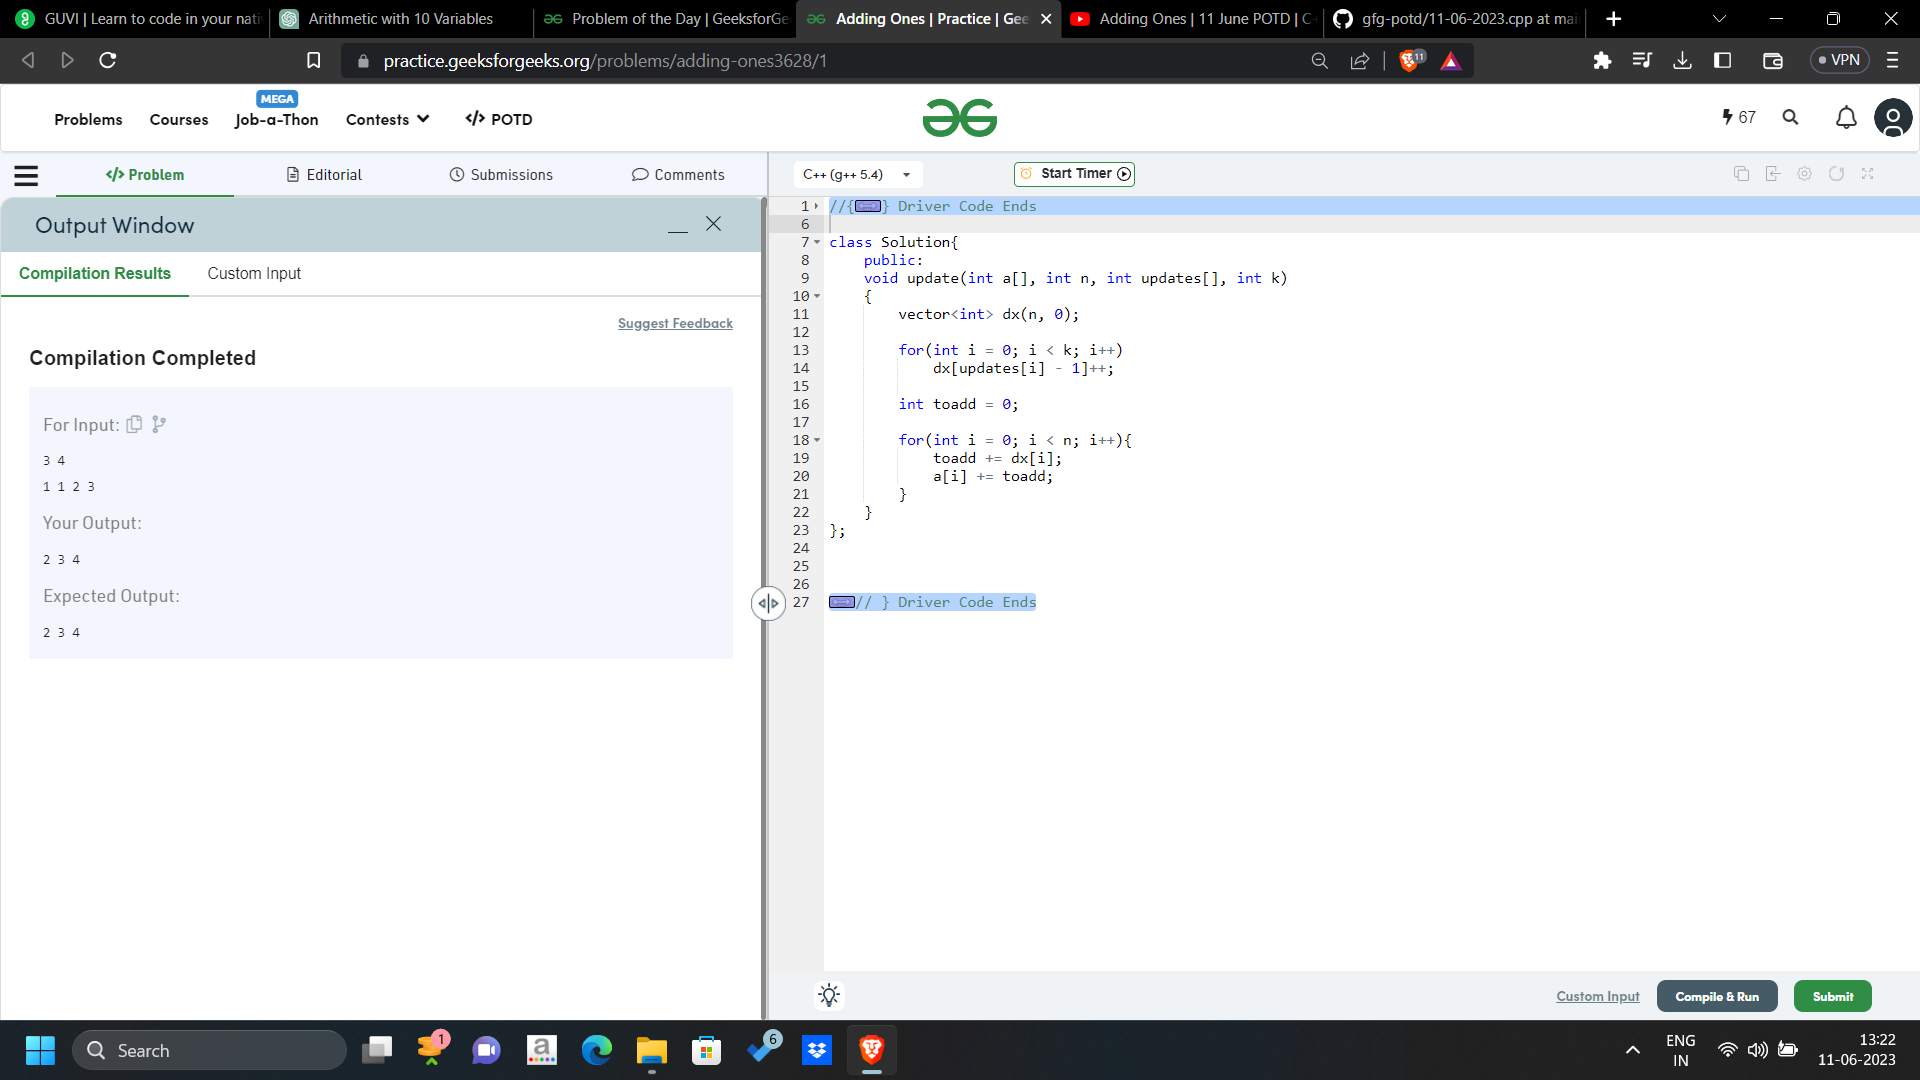 GUVI | Learn to code in your nati
Arithmetic with 10 Variables
Problem of the Day | GeeksforGe
Adding Ones | Practice | Gee
Adding Ones | 11 June POTD | C
gfg-potd/11-06-2023.cpp at mai
practice.geeksforgeeks.org/problems/adding-ones3628/1
11
VPN
MEGA
Problems
Courses
Job-a-Thon
Contests
</> POTD
67
</> Problem
Editorial
Submissions
Comments
C++ (g++ 5.4)
Start Timer
Output Window
Compilation Results
Custom Input
Suggest Feedback
Compilation Completed
For Input:
3 4
1 1 2 3
Your Output:
2 3 4
Expected Output:
2 3 4
1 //{ } Driver Code Ends
6
7 class Solution{
8 public:
9 void update(int a[], int n, int updates[], int k)
10 {
11 vector<int> dx(n, 0);
12
13 for(int i = 0; i < k; i++)
14 dx[updates[i] - 1]++;
15
16 int toadd = 0;
17
18 for(int i = 0; i < n; i++){
19 toadd += dx[i];
20 a[i] += toadd;
21 }
22 }
23 };
24
25
26
27 // } Driver Code Ends
Custom Input
Compile & Run
Submit
Search
1
a
6
ENG
IN
13:22
11-06-2023